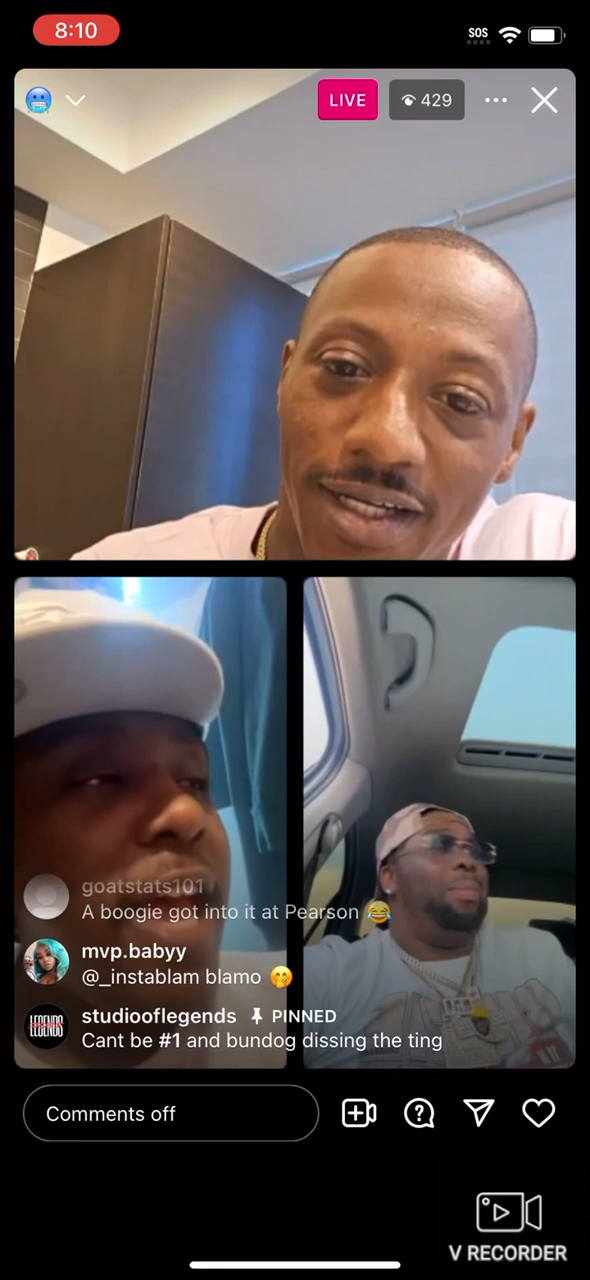 8:10
SOS
LIVE
429
goatstats101
A boogie got into it at Pearson 😂
mvp.babyy
@_instablam blamo 🤭
studiooflegends PINNED
Cant be #1 and bundog dissing the ting
Comments off
V RECORDER